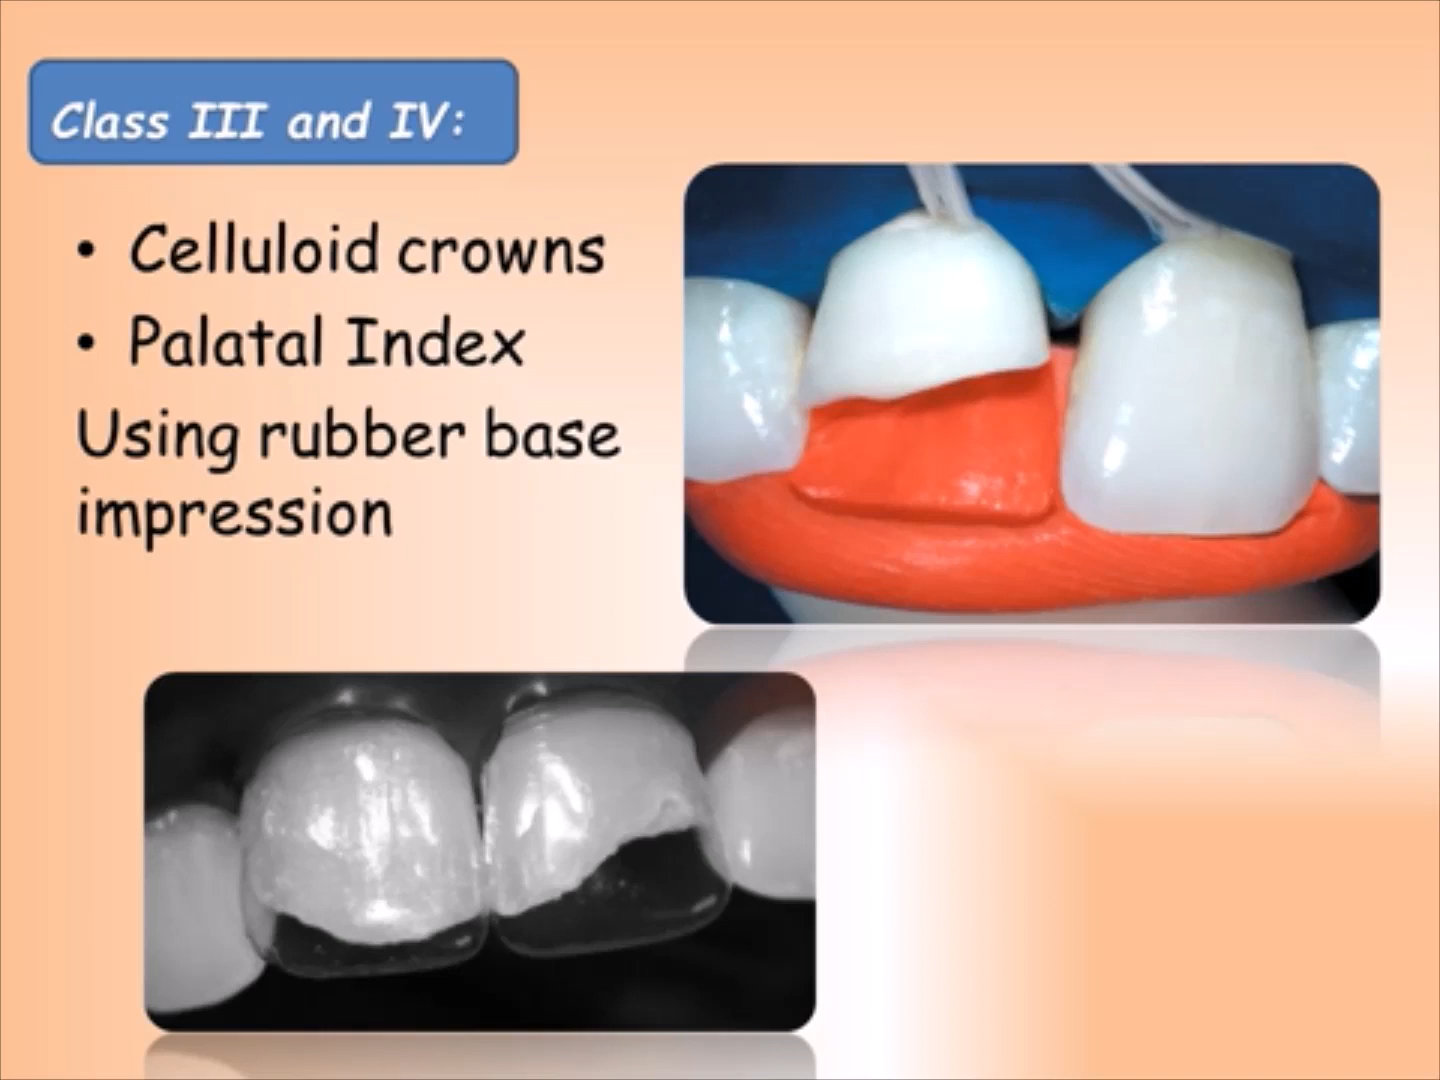 Class III and IV:
• Celluloid crowns
• Palatal Index
Using rubber base
impression